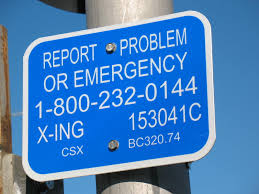 REPORT PROBLEM
OR EMERGENCY
1-800-232-0144
X-ING 153041C
CSX BC320.74